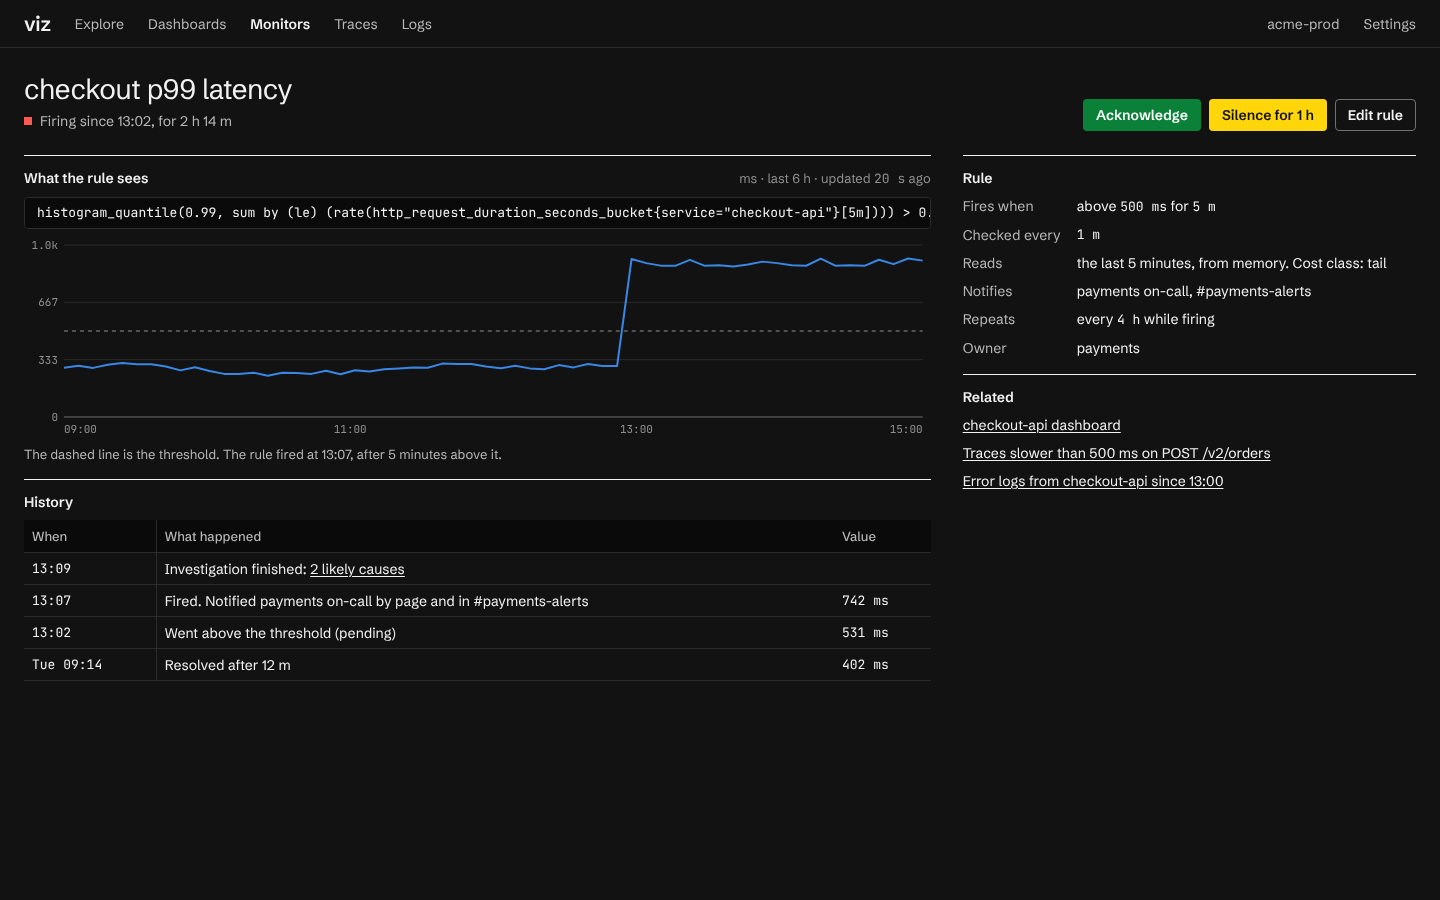 viz Explore Dashboards Monitors Traces Logs acme-prod Settings
checkout p99 latency
Firing since 13:02, for 2 h 14 m
Acknowledge Silence for 1 h Edit rule
What the rule sees ms · last 6 h · updated 20 s ago
histogram_quantile(0.99, sum by (le) (rate(http_request_duration_seconds_bucket{service="checkout-api"}[5m]))) > 0.
1.0k
667
333
0
09:00 11:00 13:00 15:00
The dashed line is the threshold. The rule fired at 13:07, after 5 minutes above it.
History
When What happened Value
13:09 Investigation finished: 2 likely causes
13:07 Fired. Notified payments on-call by page and in #payments-alerts 742 ms
13:02 Went above the threshold (pending) 531 ms
Tue 09:14 Resolved after 12 m 402 ms
Rule
Fires when above 500 ms for 5 m
Checked every 1 m
Reads the last 5 minutes, from memory. Cost class: tail
Notifies payments on-call, #payments-alerts
Repeats every 4 h while firing
Owner payments
Related
checkout-api dashboard
Traces slower than 500 ms on POST /v2/orders
Error logs from checkout-api since 13:00